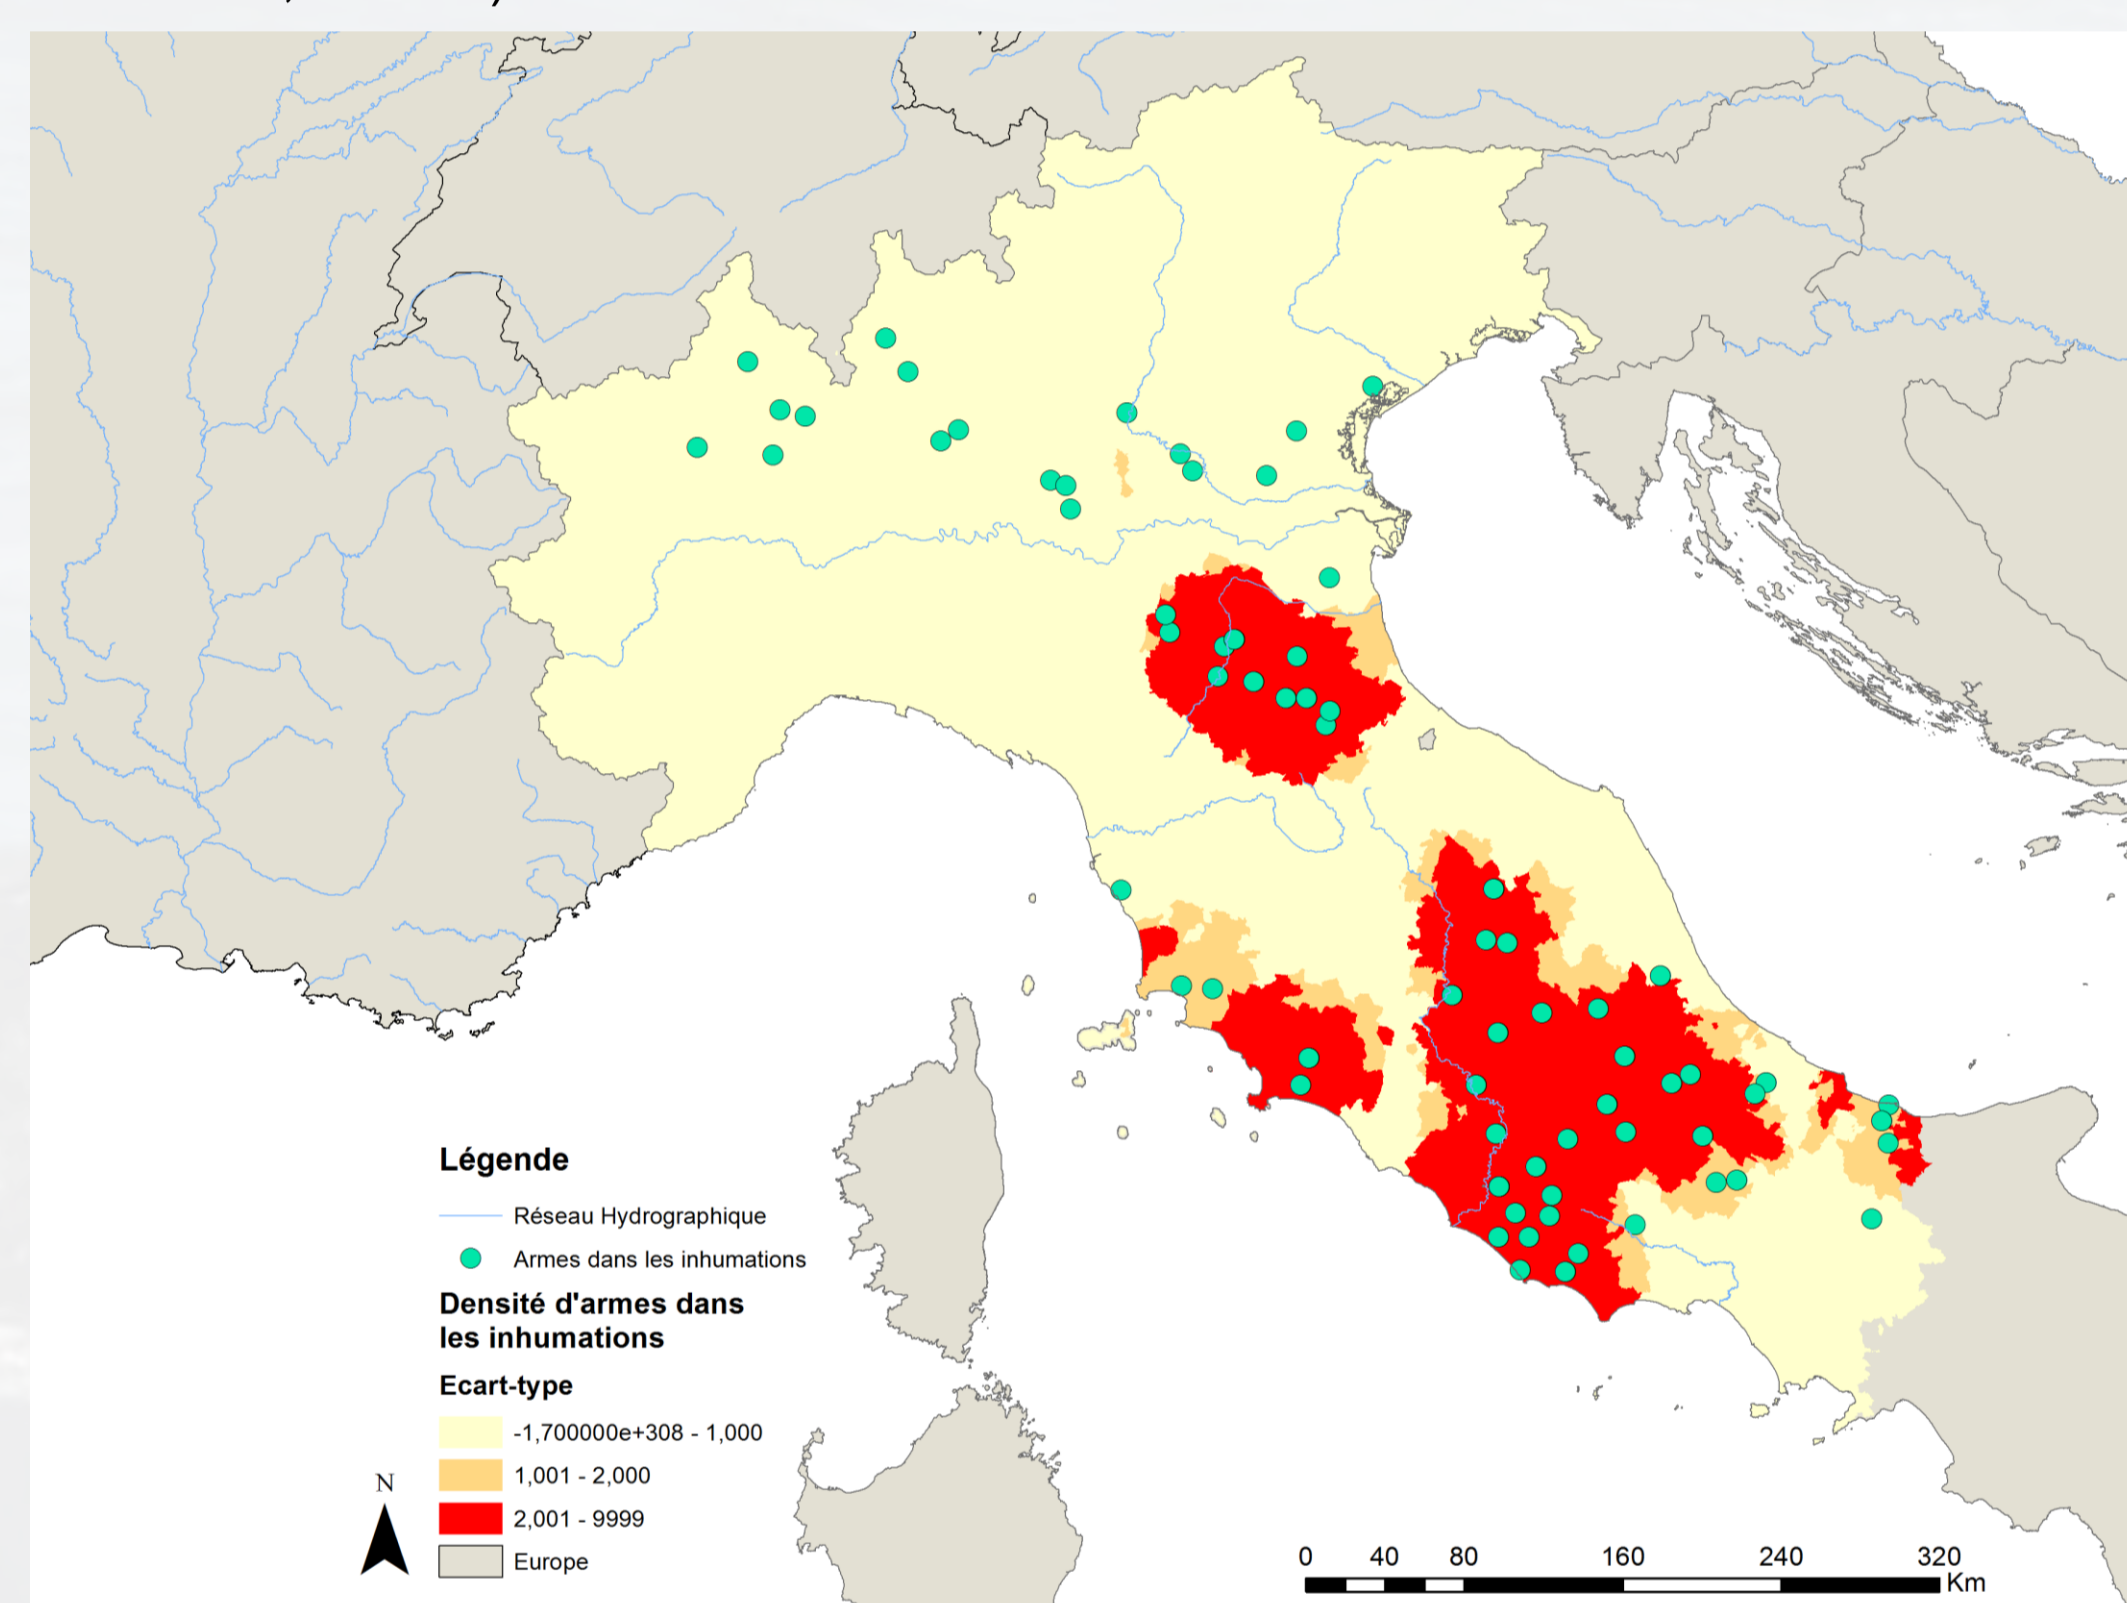 Légende
Réseau Hydrographique
Armes dans les inhumations
Densité d'armes dans
les inhumations
Ecart-type
-1,700000e+308 - 1,000
1,001 - 2,000
2,001 - 9999
Europe
N
0 40 80 160 240 320
Km